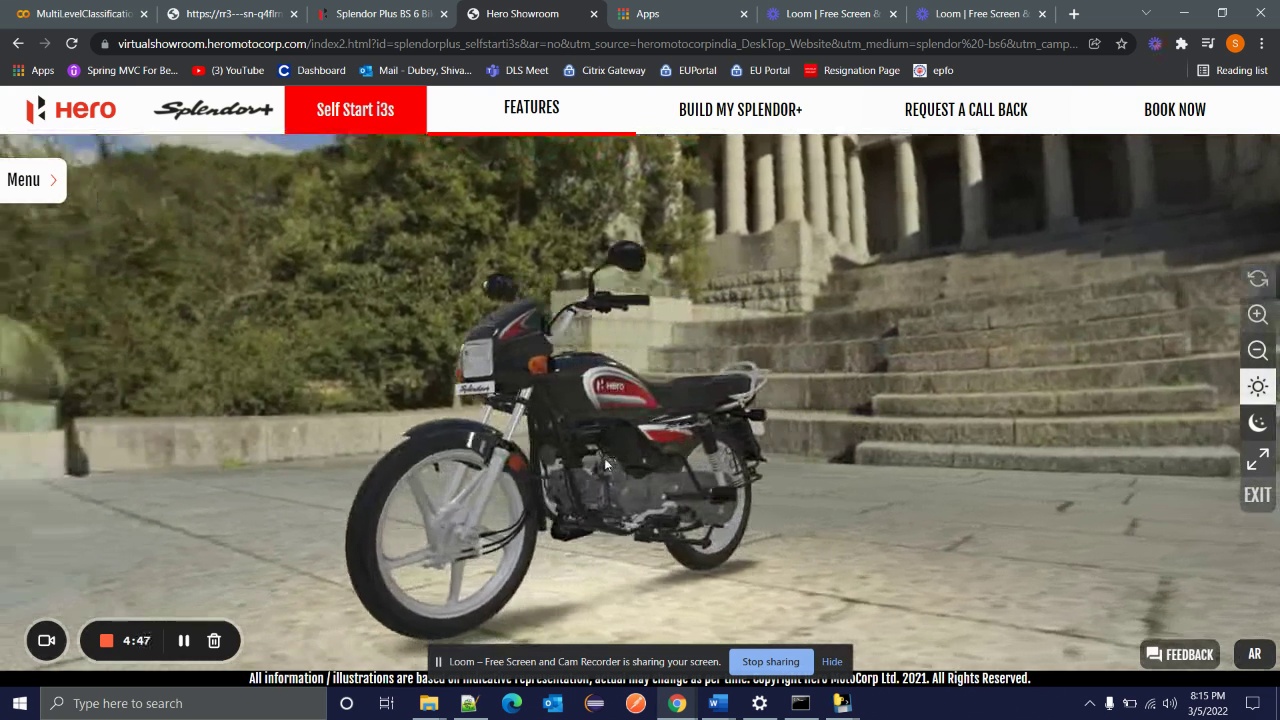 MultiLevelClassificatio
https://rr3---sn-q4flrn
Splendor Plus BS 6 Bik
Hero Showroom
Apps
Loom | Free Screen &
Loom | Free Screen &
virtualshowroom.heromotocorp.com/index2.html?id=splendorplus_selfstarti3s&at=no&utm_source=heromotocorpindia_DeskTop_Website&utm_medium=splendor%20-bs6&utm_camp...
S
Apps
Spring MVC For Be...
(3) YouTube
Dashboard
Mail - Dubey, Shiva...
DLS Meet
Citrix Gateway
EUPortal
EU Portal
Resignation Page
epfo
Reading list
Hero
Splendor+
Self Start i3s
FEATURES
BUILD MY SPLENDOR+
REQUEST A CALL BACK
BOOK NOW
Menu
Hero
Splendor
EXIT
4:47
Loom – Free Screen and Cam Recorder is sharing your screen.
Stop sharing
Hide
FEEDBACK
AR
All information / illustrations are based on indicative representation, actual may change as per time. Copyright Hero MotoCorp Ltd. 2021. All Rights Reserved.
Type here to search
8:15 PM
3/5/2022